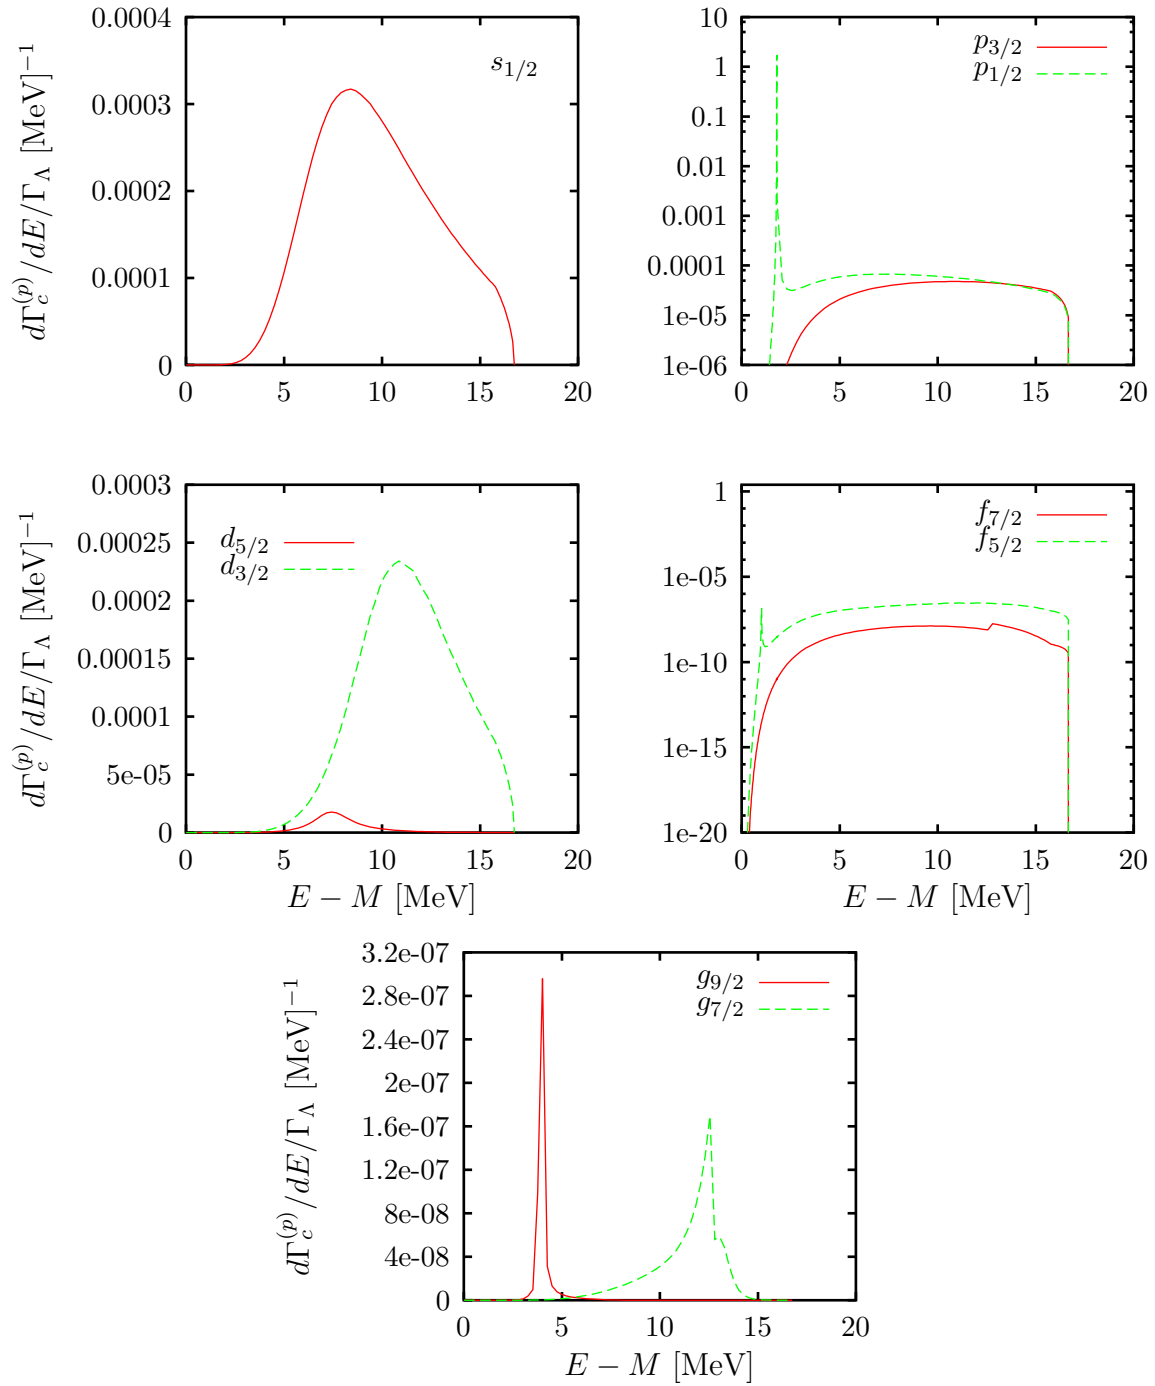 0.0004
0.0003
0.0002
0.0001
0
0 5 10 15 20
s1/2
dΓc(p)/dE/ΓΛ [MeV]−1
10
1
0.1
0.01
0.001
0.0001
1e-05
1e-06
0 5 10 15 20
p3/2
p1/2
0.0003
0.00025
0.0002
0.00015
0.0001
5e-05
0
0 5 10 15 20
d5/2
d3/2
dΓc(p)/dE/ΓΛ [MeV]−1
E − M [MeV]
1
1e-05
1e-10
1e-15
1e-20
0 5 10 15 20
f7/2
f5/2
E − M [MeV]
3.2e-07
2.8e-07
2.4e-07
2e-07
1.6e-07
1.2e-07
8e-08
4e-08
0
0 5 10 15 20
g9/2
g7/2
dΓc(p)/dE/ΓΛ [MeV]−1
E − M [MeV]